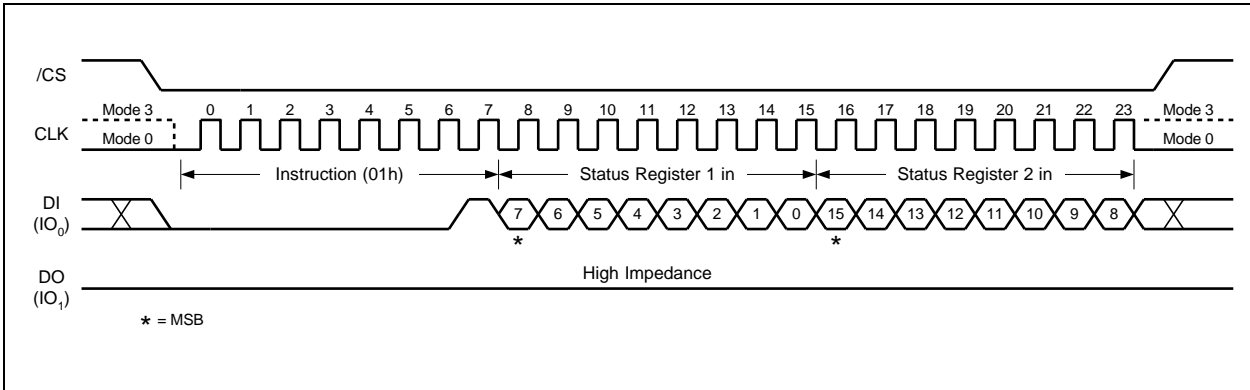 /CS
Mode 3 0 1 2 3 4 5 6 7 8 9 10 11 12 13 14 15 16 17 18 19 20 21 22 23 Mode 3
CLK
Mode 0 Mode 0
Instruction (01h) Status Register 1 in Status Register 2 in
DI
(IO0)
7 6 5 4 3 2 1 0 15 14 13 12 11 10 9 8
* *
High Impedance
DO
(IO1)
* = MSB